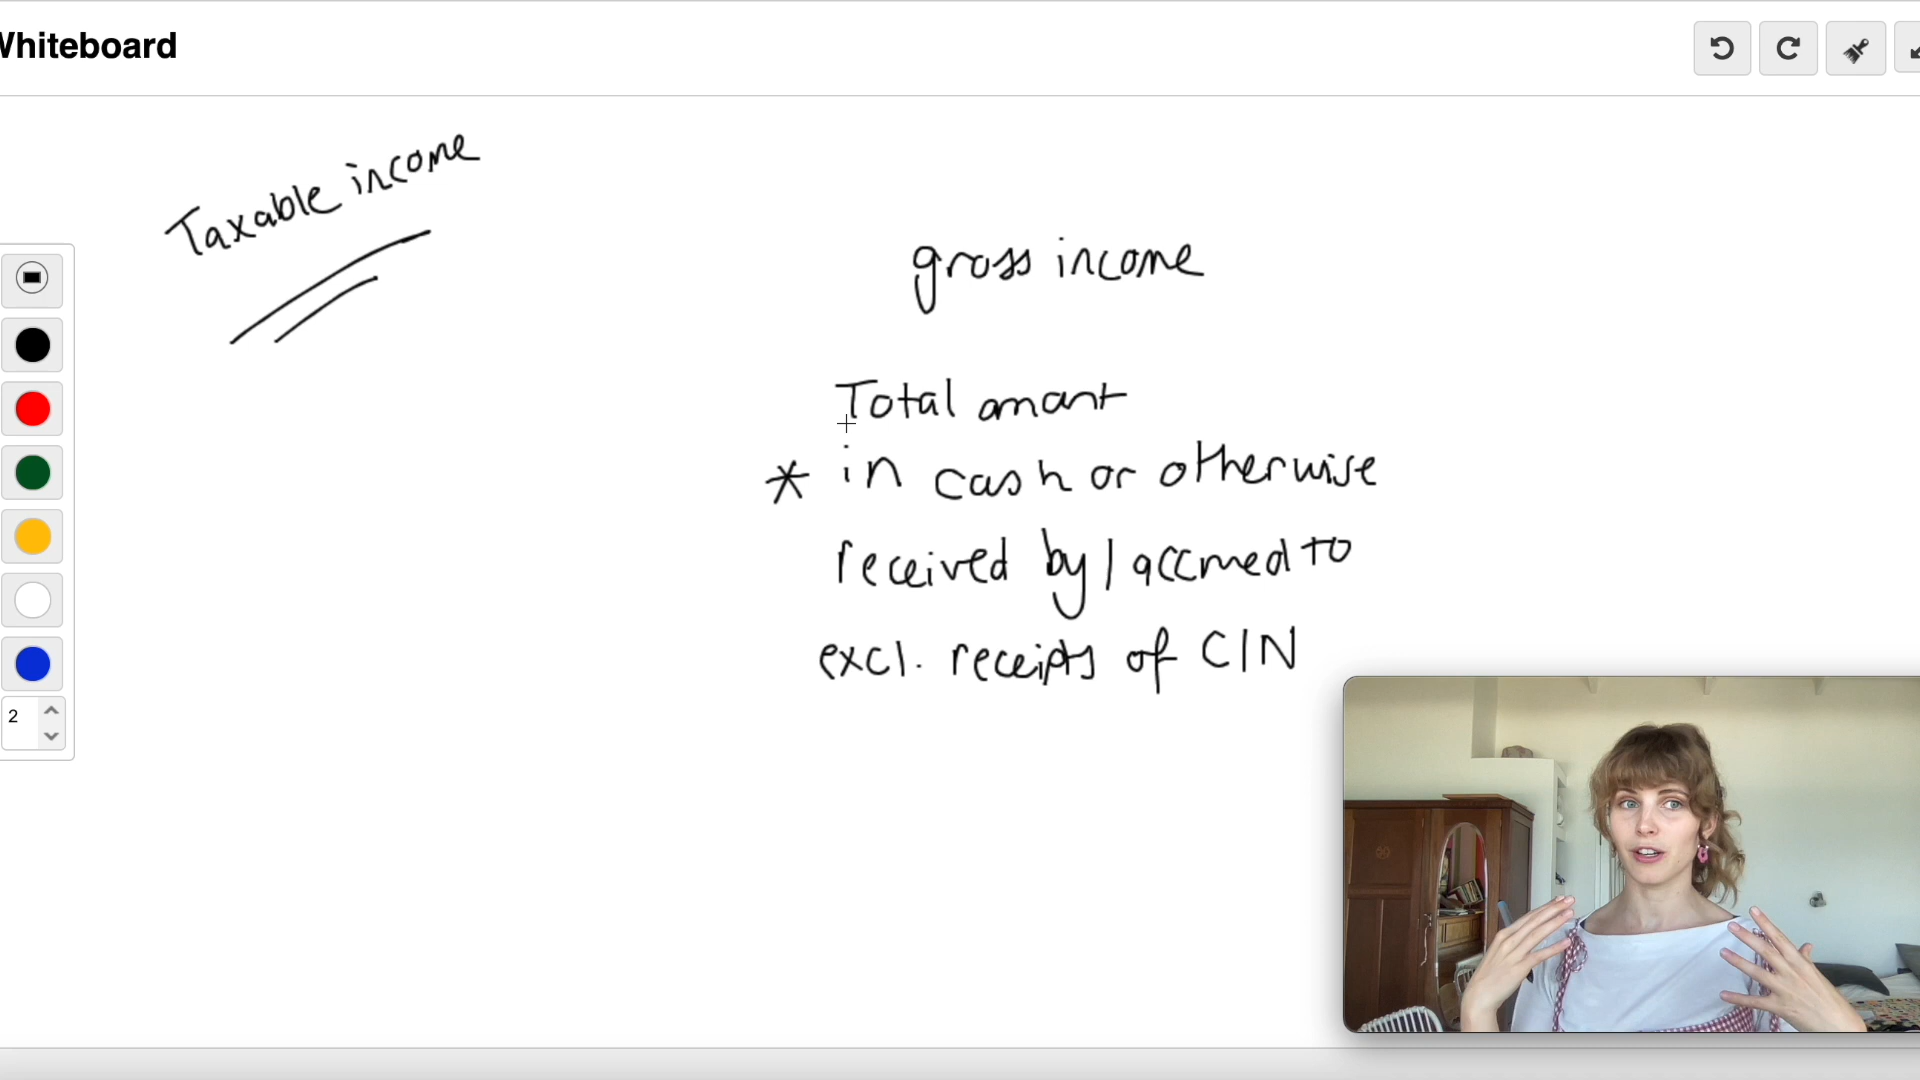 Whiteboard
Taxable income
gross income
Total amount
* in cash or otherwise
received by / accrued to
excl. receipts of C/N
2